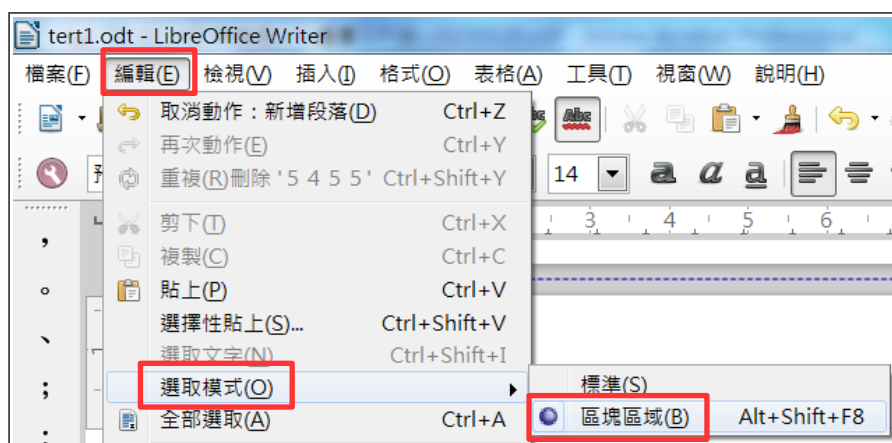 tert1.odt - LibreOffice Writer
檔案(F) 編輯(E) 檢視(V) 插入(I) 格式(O) 表格(A) 工具(T) 視窗(W) 說明(H)
取消動作：新增段落(D) Ctrl+Z
再次動作(E) Ctrl+Y
重複(R)刪除 '5 4 5 5' Ctrl+Shift+Y
14 a a a
剪下(T) Ctrl+X
3 4 5 6
複製(C) Ctrl+C
貼上(P) Ctrl+V
選擇性貼上(S)... Ctrl+Shift+V
選取文字(N) Ctrl+Shift+I
選取模式(O)
標準(S)
全部選取(A) Ctrl+A
區塊區域(B) Alt+Shift+F8